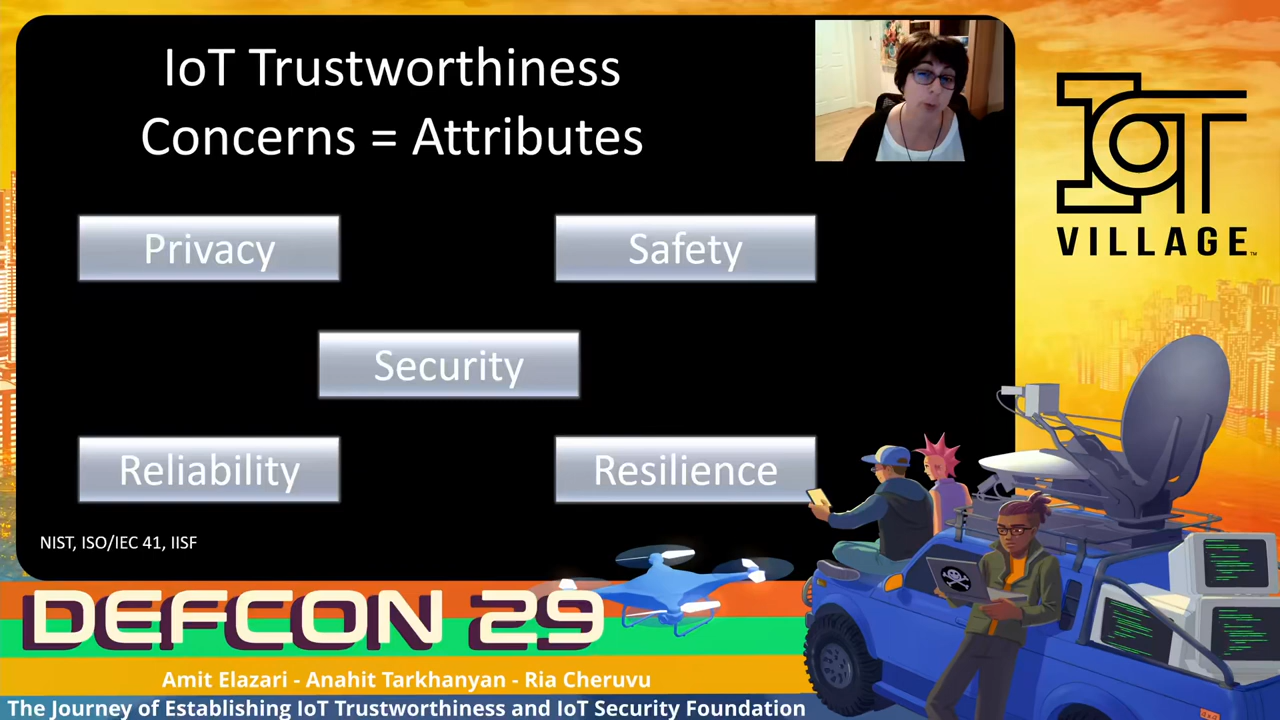 IoT Trustworthiness
Concerns = Attributes
Privacy
Safety
Security
Reliability
Resilience
NIST, ISO/IEC 41, IISF
IOT
VILLAGE™
DEFCON 29
Amit Elazari - Anahit Tarkhanyan - Ria Cheruvu
The Journey of Establishing IoT Trustworthiness and IoT Security Foundation